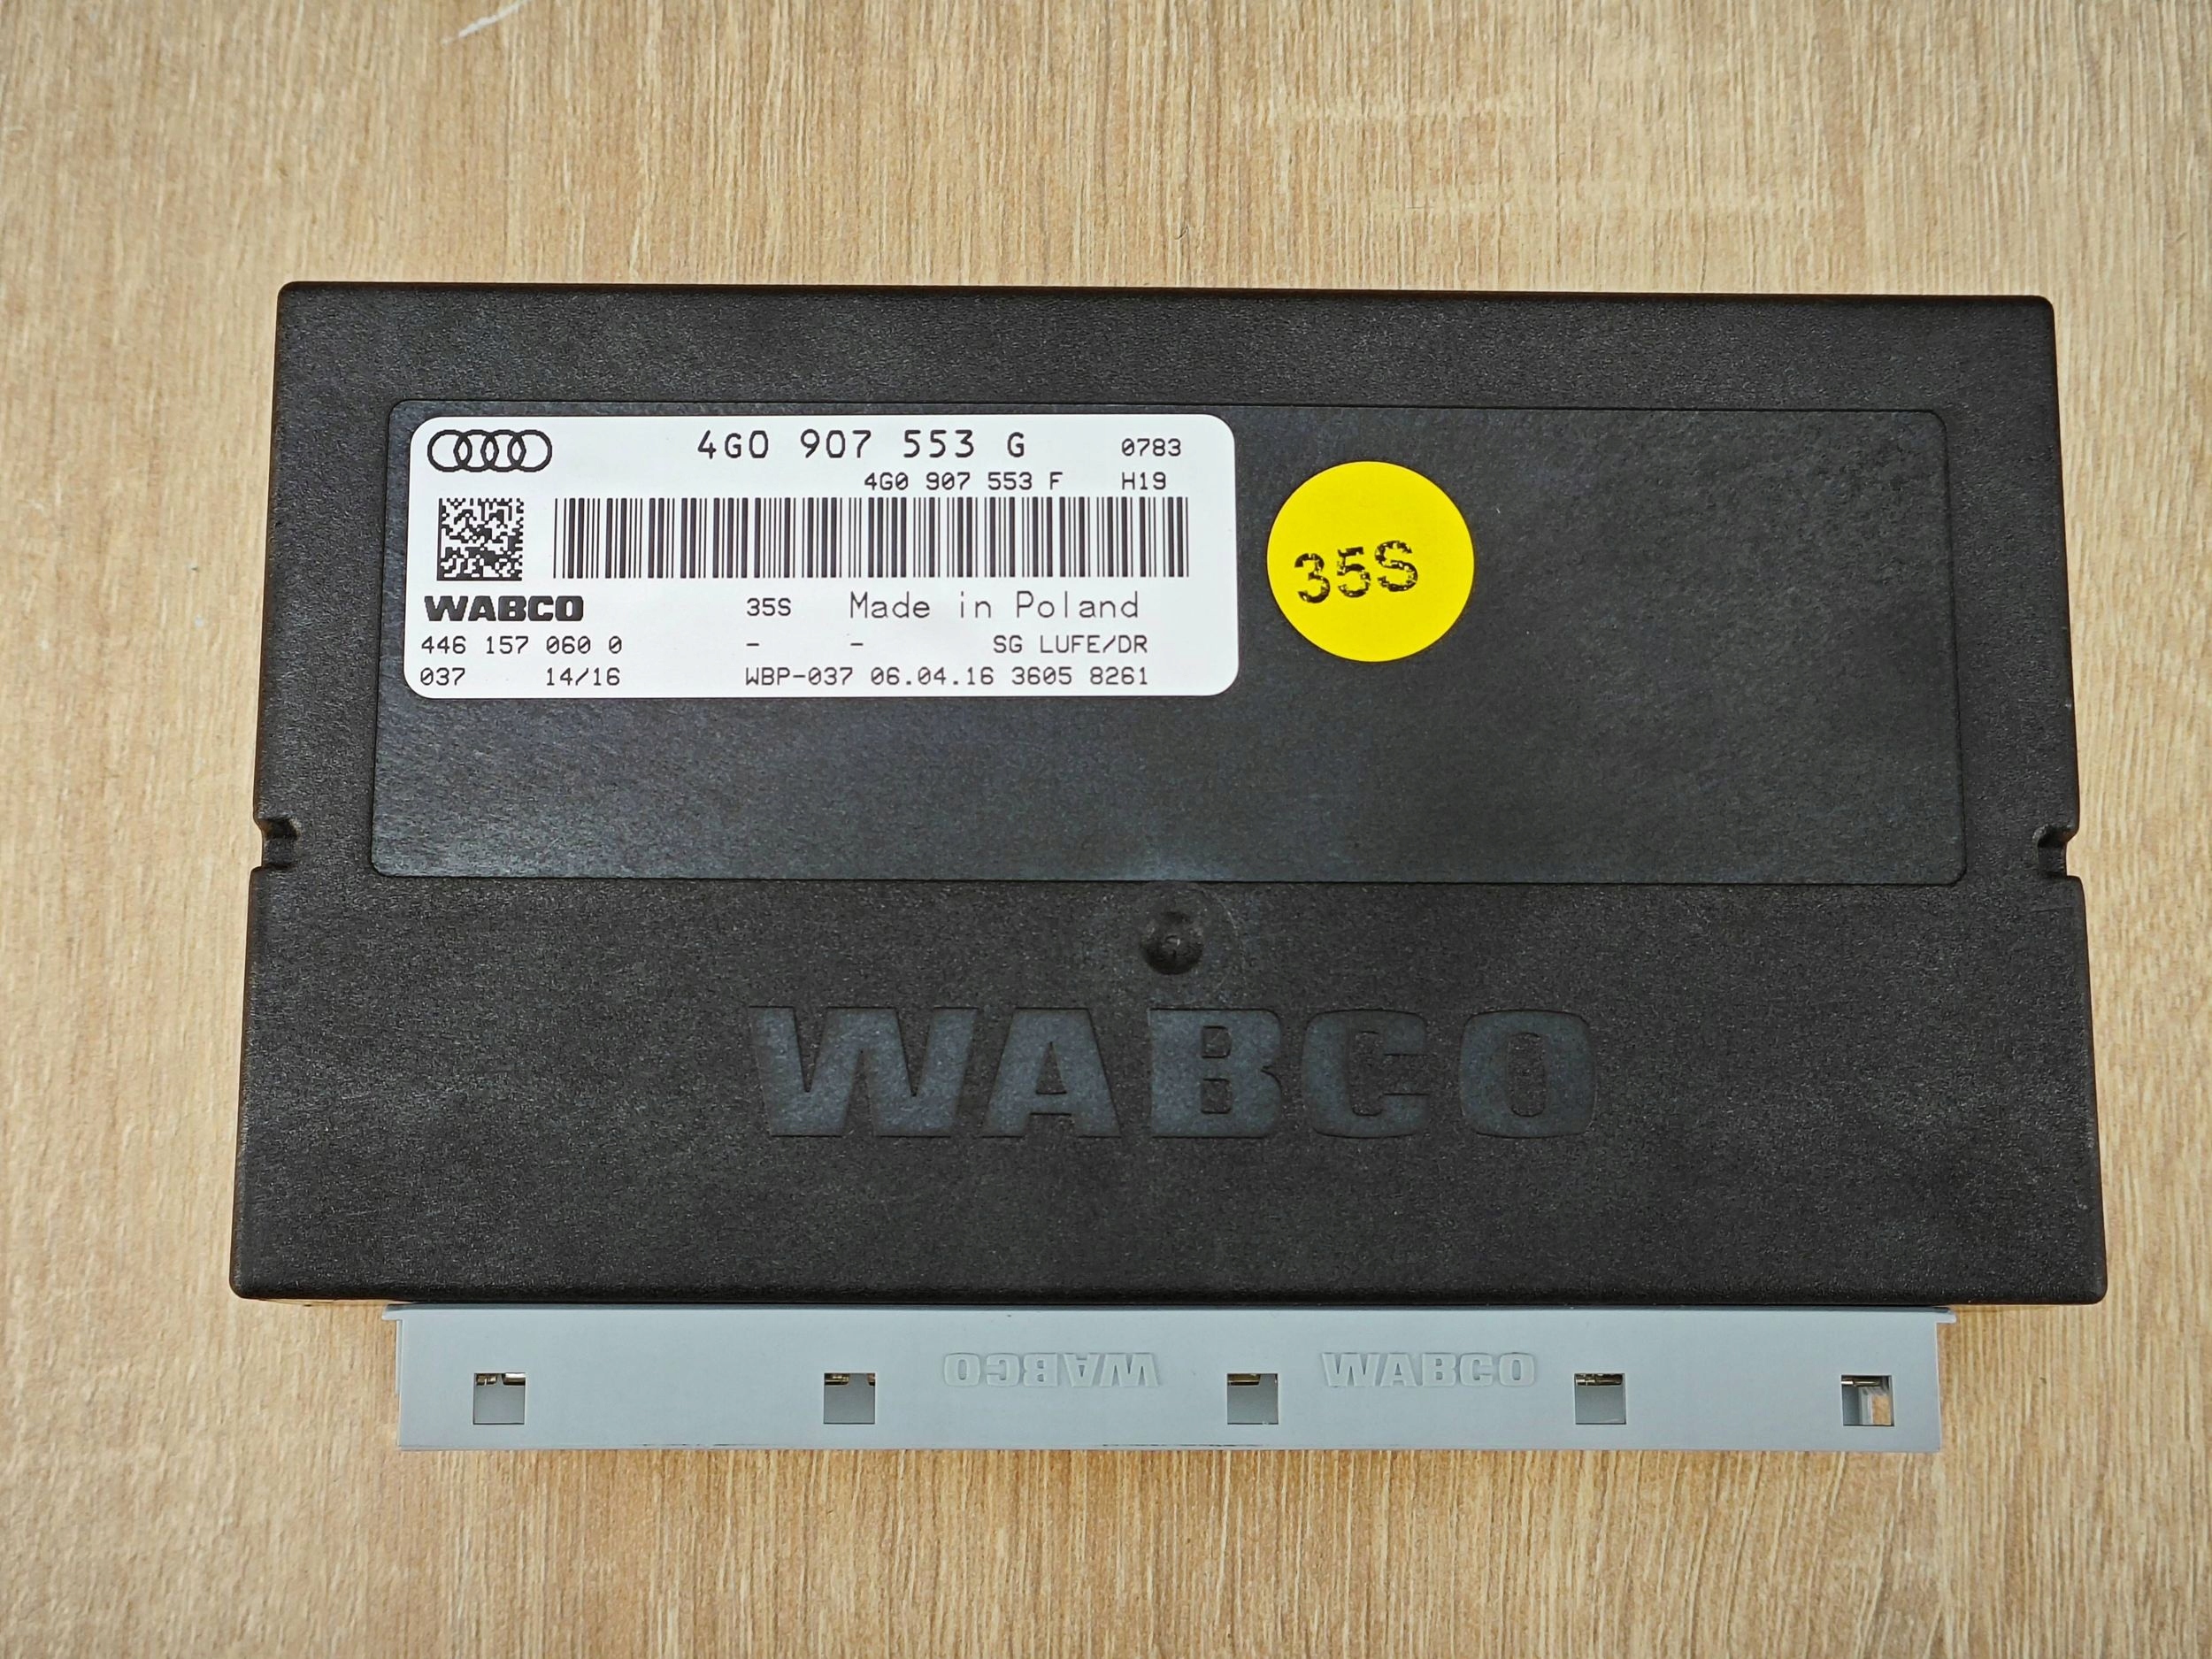 4G0 907 553 G 0783
4G0 907 553 F H19
WABCO 35S Made in Poland
446 157 060 0 - - SG LUFE/DR
037 14/16 WBP-037 06.04.16 3605 8261
35S
WABCO
WABCO WABCO